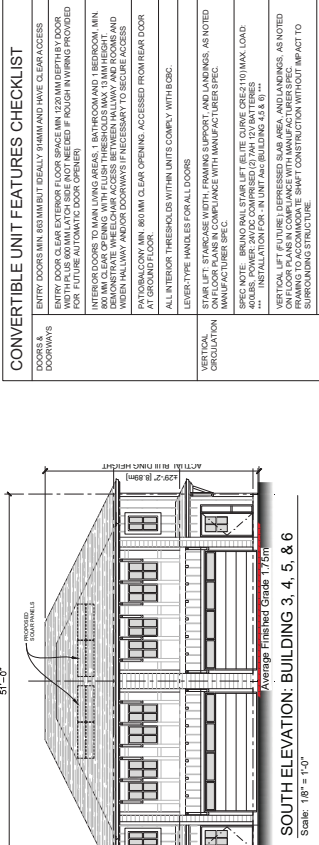 51'-0"
PROPOSED
SOLAR PANELS
±29'-2" [8.89m]
ACTUAL BUILDING HEIGHT
Average Finished Grade 1.75m
SOUTH ELEVATION: BUILDING 3, 4, 5, & 6
Scale: 1/8" = 1'-0"
CONVERTIBLE UNIT FEATURES CHECKLIST
DOORS &
DOORWAYS
ENTRY DOORS MIN. 863 MM BUT IDEALLY 914MM AND HAVE CLEAR ACCESS
ENTRY DOOR CLEAR EXTERIOR FLOOR SPACE MIN. 1220 MM DEPTH BY DOOR
WIDTH PLUS 600 MM LATCH SIDE (NOT NEEDED IF ROUGH IN WIRING PROVIDED
FOR FUTURE AUTOMATIC DOOR OPENER)
INTERIOR DOORS TO MAIN LIVING AREAS, 1 BATHROOM AND 1 BEDROOM, MIN.
800 MM CLEAR OPENING WITH FLUSH THRESHOLDS MAX 13 MM HEIGHT.
DEMONSTRATE WHEELCHAIR ACCESS BETWEEN HALLWAY AND ROOMS AND
WIDEN HALLWAY AND/OR DOORWAYS IF NECESSARY TO SECURE ACCESS
PATIO/BALCONY MIN. 860 MM CLEAR OPENING. ACCESSED FROM REAR DOOR
AT GROUND FLOOR.
ALL INTERIOR THRESHOLDS WITHIN UNITS COMPLY WITH BCBC.
LEVER-TYPE HANDLES FOR ALL DOORS
VERTICAL
CIRCULATION
STAIR LIFT: STAIRCASE WIDTH, FRAMING SUPPORT, AND LANDINGS, AS NOTED
ON FLOOR PLANS IN COMPLIANCE WITH MANUFACTURER SPEC.
MANUFACTURER SPEC.
SPEC NOTE: BRUNO RAIL STAIR LIFT (ELITE CURVE CRE-2110) MAX. LOAD:
400LBS, POWER: 24VDC COMPRISED (2) 7AH 12V BATTERIES
*** INSTALLATION FOR - IN UNIT A(C) (BUILDING 4,5 & 6) ***
VERTICAL LIFT (FUTURE): DEPRESSED SLAB AREA, AND LANDINGS, AS NOTED
ON FLOOR PLANS IN COMPLIANCE WITH MANUFACTURER SPEC.
FRAMING TO ACCOMMODATE SHAFT CONSTRUCTION WITHOUT IMPACT TO
SURROUNDING STRUCTURE.